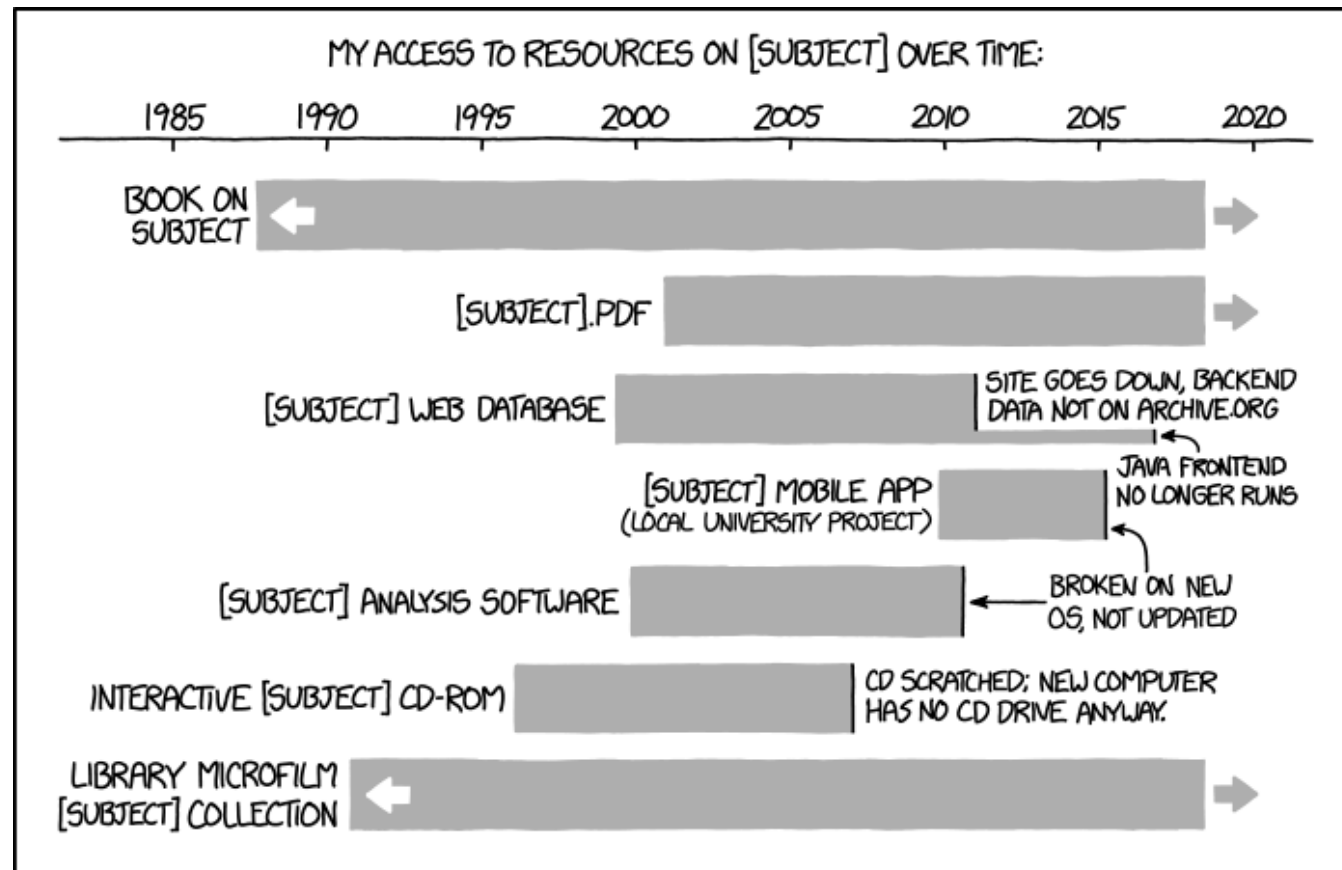 MY ACCESS TO RESOURCES ON [SUBJECT] OVER TIME:
1985 1990 1995 2000 2005 2010 2015 2020
BOOK ON
SUBJECT
[SUBJECT].PDF
[SUBJECT] WEB DATABASE
SITE GOES DOWN, BACKEND
DATA NOT ON ARCHIVE.ORG
JAVA FRONTEND
NO LONGER RUNS
[SUBJECT] MOBILE APP
(LOCAL UNIVERSITY PROJECT)
[SUBJECT] ANALYSIS SOFTWARE
BROKEN ON NEW
OS, NOT UPDATED
INTERACTIVE [SUBJECT] CD-ROM
CD SCRATCHED; NEW COMPUTER
HAS NO CD DRIVE ANYWAY.
LIBRARY MICROFILM
[SUBJECT] COLLECTION